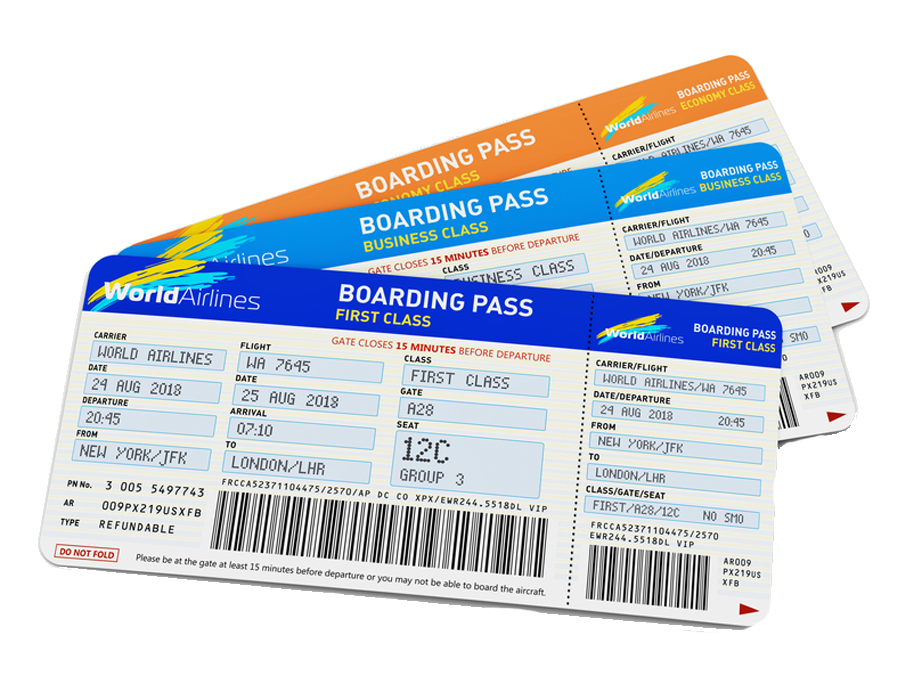 BOARDING PASS
ECONOMY CLASS
WorldAirlines
BOARDING PASS
ECONOMY CLASS
CARRIER/FLIGHT
AIRLINES/WA 7645
009
PX219US
XFB
BOARDING PASS
BUSINESS CLASS
GATE CLOSES 15 MINUTES BEFORE DEPARTURE
CLASS
BUSINESS CLASS
WorldAirlines
BOARDING PASS
BUSINESS CLASS
CARRIER/FLIGHT
WORLD AIRLINES/WA 7645
DATE/DEPARTURE
24 AUG 2018 20:45
FROM
NEW YORK/JFK
SMO
AR009
PX219US
XFB
WorldAirlines
BOARDING PASS
FIRST CLASS
GATE CLOSES 15 MINUTES BEFORE DEPARTURE
CARRIER
WORLD AIRLINES
DATE
24 AUG 2018
DEPARTURE
20:45
FROM
NEW YORK/JFK
FLIGHT
WA 7645
DATE
25 AUG 2018
ARRIVAL
07:10
TO
LONDON/LHR
CLASS
FIRST CLASS
GATE
A28
SEAT
12C
GROUP 3
PN No. 3 005 5497743
AR 009PX219USXFB
TYPE REFUNDABLE
FRCCA52371104475/2570/AP DC CO XPX/EWR244.5518DL VIP
DO NOT FOLD
Please be at the gate at least 15 minutes before departure or you may not be able to board the aircraft.
WorldAirlines
BOARDING PASS
FIRST CLASS
CARRIER/FLIGHT
WORLD AIRLINES/WA 7645
DATE/DEPARTURE
24 AUG 2018 20:45
FROM
NEW YORK/JFK
TO
LONDON/LHR
CLASS/GATE/SEAT
FIRST/A28/12C NO SMO
FRCCA52371104475/2570
EWR244.5518DL VIP
AR009
PX219US
XFB